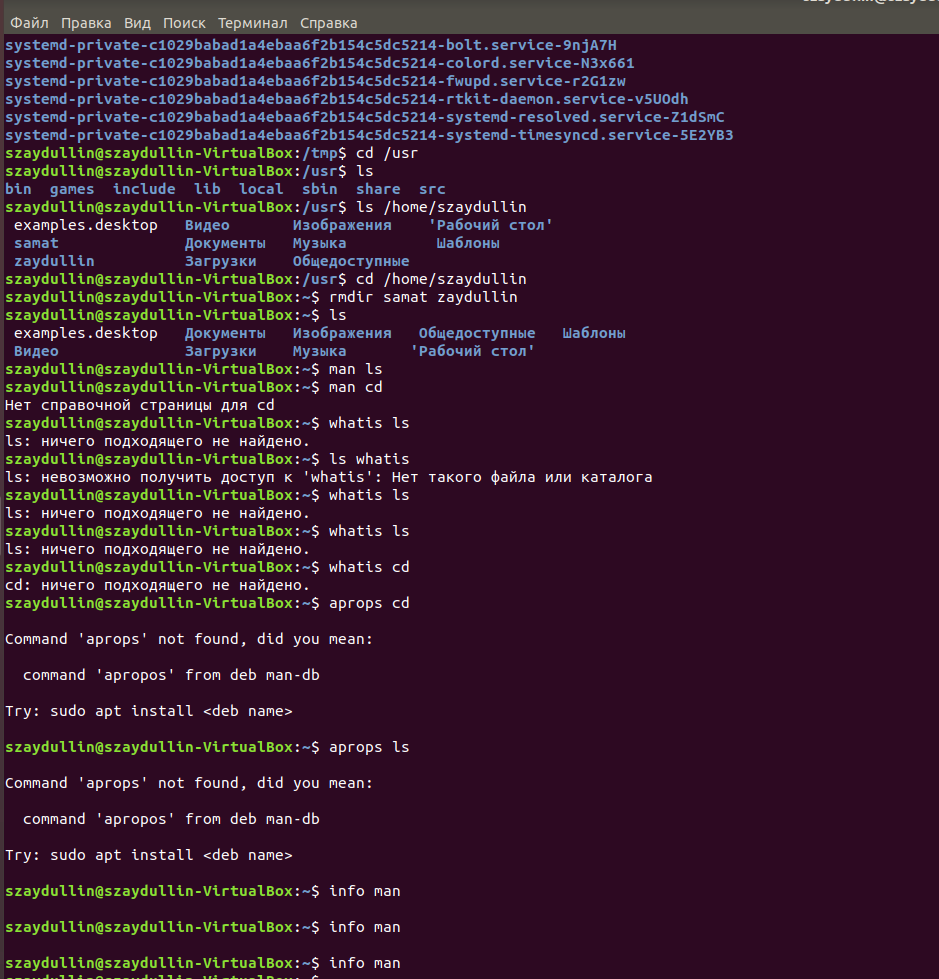 Файл Правка Вид Поиск Терминал Справка
systemd-private-c1029babad1a4ebaa6f2b154c5dc5214-bolt.service-9njA7H
systemd-private-c1029babad1a4ebaa6f2b154c5dc5214-colord.service-N3x661
systemd-private-c1029babad1a4ebaa6f2b154c5dc5214-fwupd.service-r2G1zw
systemd-private-c1029babad1a4ebaa6f2b154c5dc5214-rtkit-daemon.service-v5UOdh
systemd-private-c1029babad1a4ebaa6f2b154c5dc5214-systemd-resolved.service-Z1dSmC
systemd-private-c1029babad1a4ebaa6f2b154c5dc5214-systemd-timesyncd.service-5E2YB3
szaydullin@szaydullin-VirtualBox:/tmp$ cd /usr
szaydullin@szaydullin-VirtualBox:/usr$ ls
bin games include lib local sbin share src
szaydullin@szaydullin-VirtualBox:/usr$ ls /home/szaydullin
examples.desktop Видео Изображения 'Рабочий стол'
samat Документы Музыка Шаблоны
zaydullin Загрузки Общедоступные
szaydullin@szaydullin-VirtualBox:/usr$ cd /home/szaydullin
szaydullin@szaydullin-VirtualBox:~$ rmdir samat zaydullin
szaydullin@szaydullin-VirtualBox:~$ ls
examples.desktop Документы Изображения Общедоступные Шаблоны
Видео Загрузки Музыка 'Рабочий стол'
szaydullin@szaydullin-VirtualBox:~$ man ls
szaydullin@szaydullin-VirtualBox:~$ man cd
Нет справочной страницы для cd
szaydullin@szaydullin-VirtualBox:~$ whatis ls
ls: ничего подходящего не найдено.
szaydullin@szaydullin-VirtualBox:~$ ls whatis
ls: невозможно получить доступ к 'whatis': Нет такого файла или каталога
szaydullin@szaydullin-VirtualBox:~$ whatis ls
ls: ничего подходящего не найдено.
szaydullin@szaydullin-VirtualBox:~$ whatis ls
ls: ничего подходящего не найдено.
szaydullin@szaydullin-VirtualBox:~$ whatis cd
cd: ничего подходящего не найдено.
szaydullin@szaydullin-VirtualBox:~$ aprops cd
Command 'aprops' not found, did you mean:
command 'apropos' from deb man-db
Try: sudo apt install <deb name>
szaydullin@szaydullin-VirtualBox:~$ aprops ls
Command 'aprops' not found, did you mean:
command 'apropos' from deb man-db
Try: sudo apt install <deb name>
szaydullin@szaydullin-VirtualBox:~$ info man
szaydullin@szaydullin-VirtualBox:~$ info man
szaydullin@szaydullin-VirtualBox:~$ info man